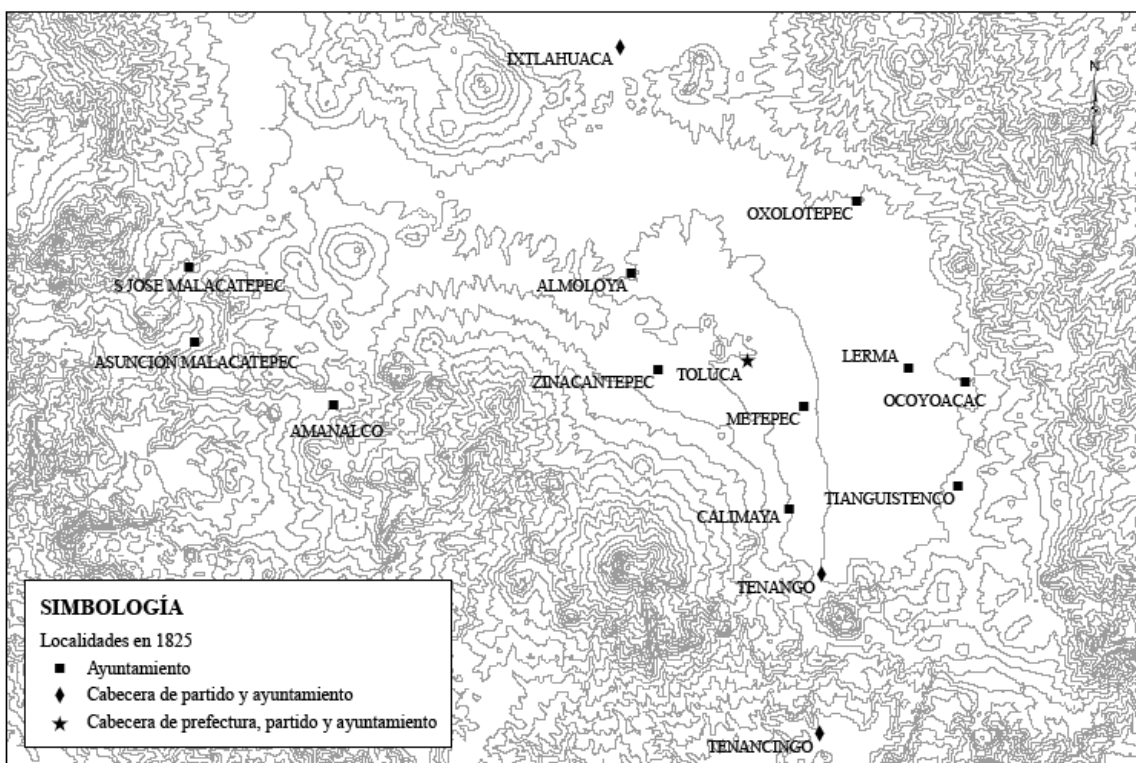 IXTLAHUACA
N
OXOLOTEPEC
S JOSE MALACATEPEC
ALMOLOYA
ASUNCIÓN MALACATEPEC
LERMA
ZINACANTEPEC
TOLUCA
OCOYOACAC
METEPEC
AMANALCO
TIANGUISTENCO
CALIMAYA
TENANGO
SIMBOLOGÍA
Localidades en 1825
Ayuntamiento
Cabecera de partido y ayuntamiento
Cabecera de prefectura, partido y ayuntamiento
TENANCINGO